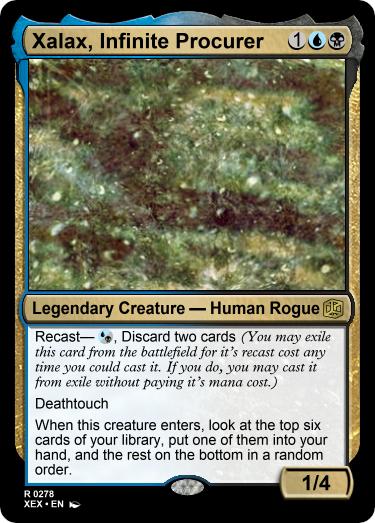 Xalax, Infinite Procurer 1
Legendary Creature — Human Rogue
Recast— , Discard two cards (You may exile
this card from the battlefield for it's recast cost any
time you could cast it. If you do, you may cast it
from exile without paying it's mana cost.)
Deathtouch
When this creature enters, look at the top six
cards of your library, put one of them into your
hand, and the rest on the bottom in a random
order.
1/4
R 0278
XEX • EN